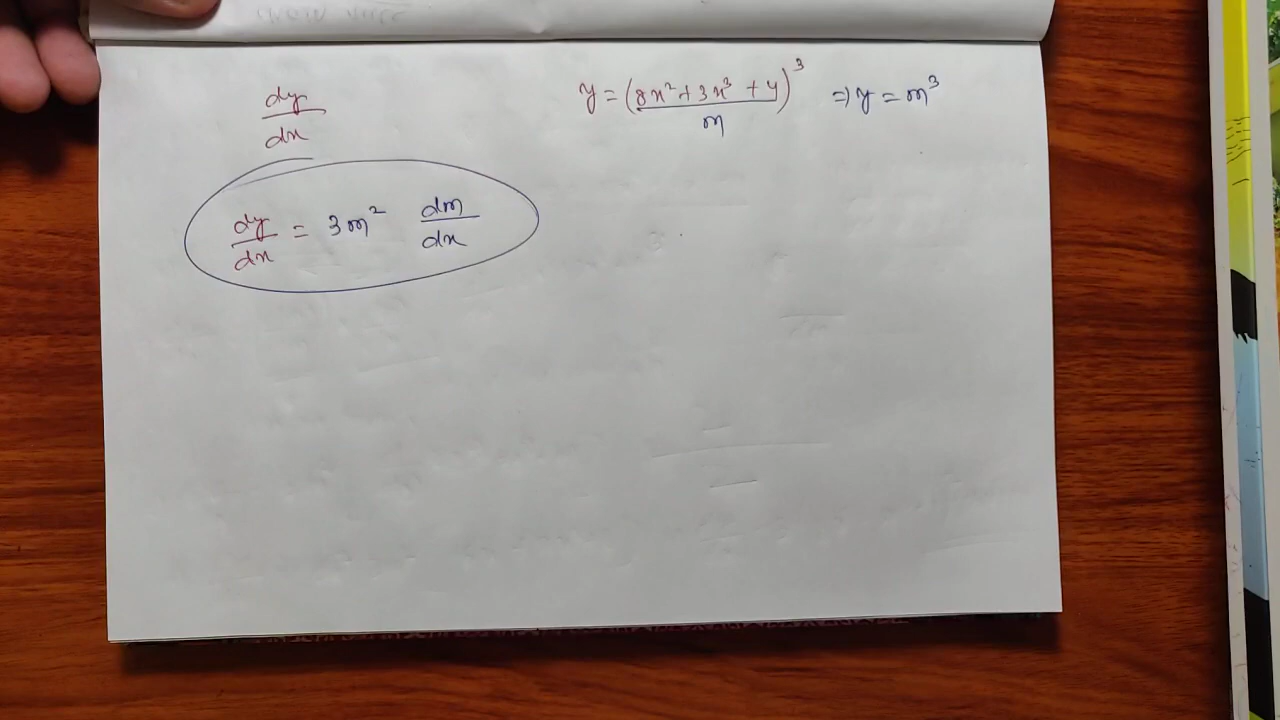 dy/dx
y = (8x² + 3x³ + 4)³ ⇒ y = m³
m
dy/dx = 3m² dm/dx